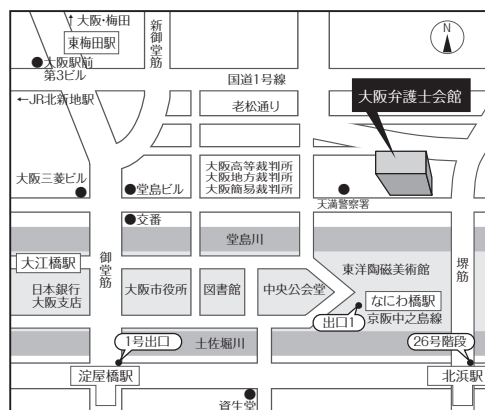 ↑大阪・梅田
東梅田駅
新御堂筋
N
大阪駅前
第3ビル
国道1号線
←JR北新地駅
老松通り
大阪弁護士会館
大阪高等裁判所
大阪地方裁判所
大阪簡易裁判所
大阪三菱ビル
堂島ビル
天満警察署
交番
堂島川
大江橋駅
御堂筋
堺筋
東洋陶磁美術館
日本銀行
大阪支店
大阪市役所
図書館
中央公会堂
なにわ橋駅
出口1
京阪中之島線
1号出口
土佐堀川
26号階段
淀屋橋駅
北浜駅
資生堂